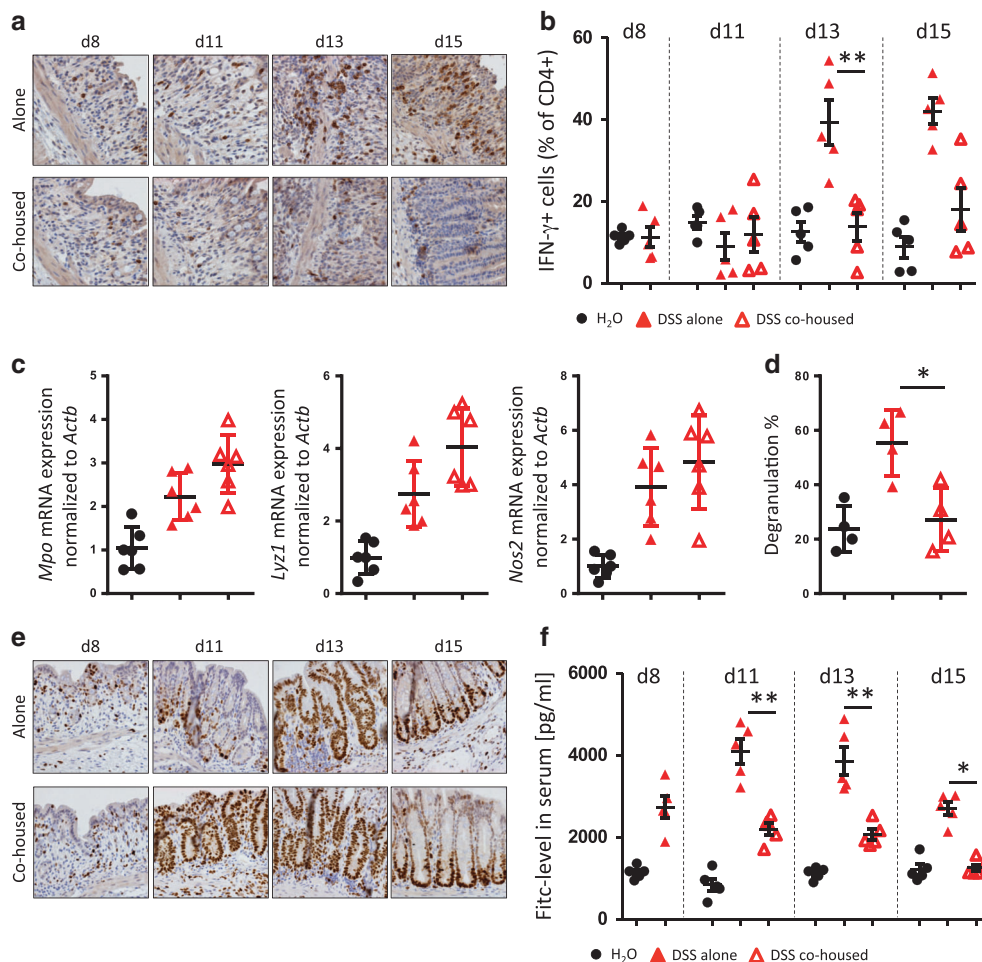 a
d8 d11 d13 d15
Alone
Co-housed
b
d8 d11 d13 d15
**
IFN-γ+ cells (% of CD4+)
60
40
20
0
H₂O DSS alone DSS co-housed
c
Mpo mRNA expression
normalized to Actb
5
4
3
2
1
0
Lyz1 mRNA expression
normalized to Actb
6
4
2
0
Nos2 mRNA expression
normalized to Actb
8
6
4
2
0
d
*
Degranulation %
80
60
40
20
0
e
d8 d11 d13 d15
Alone
Co-housed
f
d8 d11 d13 d15
** ** *
Fitc-level in serum [pg/ml]
6000
4000
2000
0
H₂O DSS alone DSS co-housed